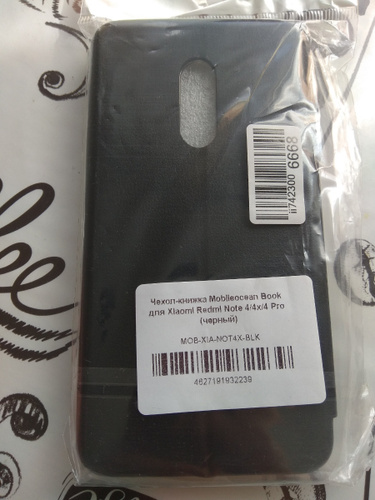 ii742300 6668
Чехол-книжка Mobileocean Book
для Xiaomi Redmi Note 4/4x/4 Pro
(черный)
MOB-XIA-NOT4X-BLK
4627191932239